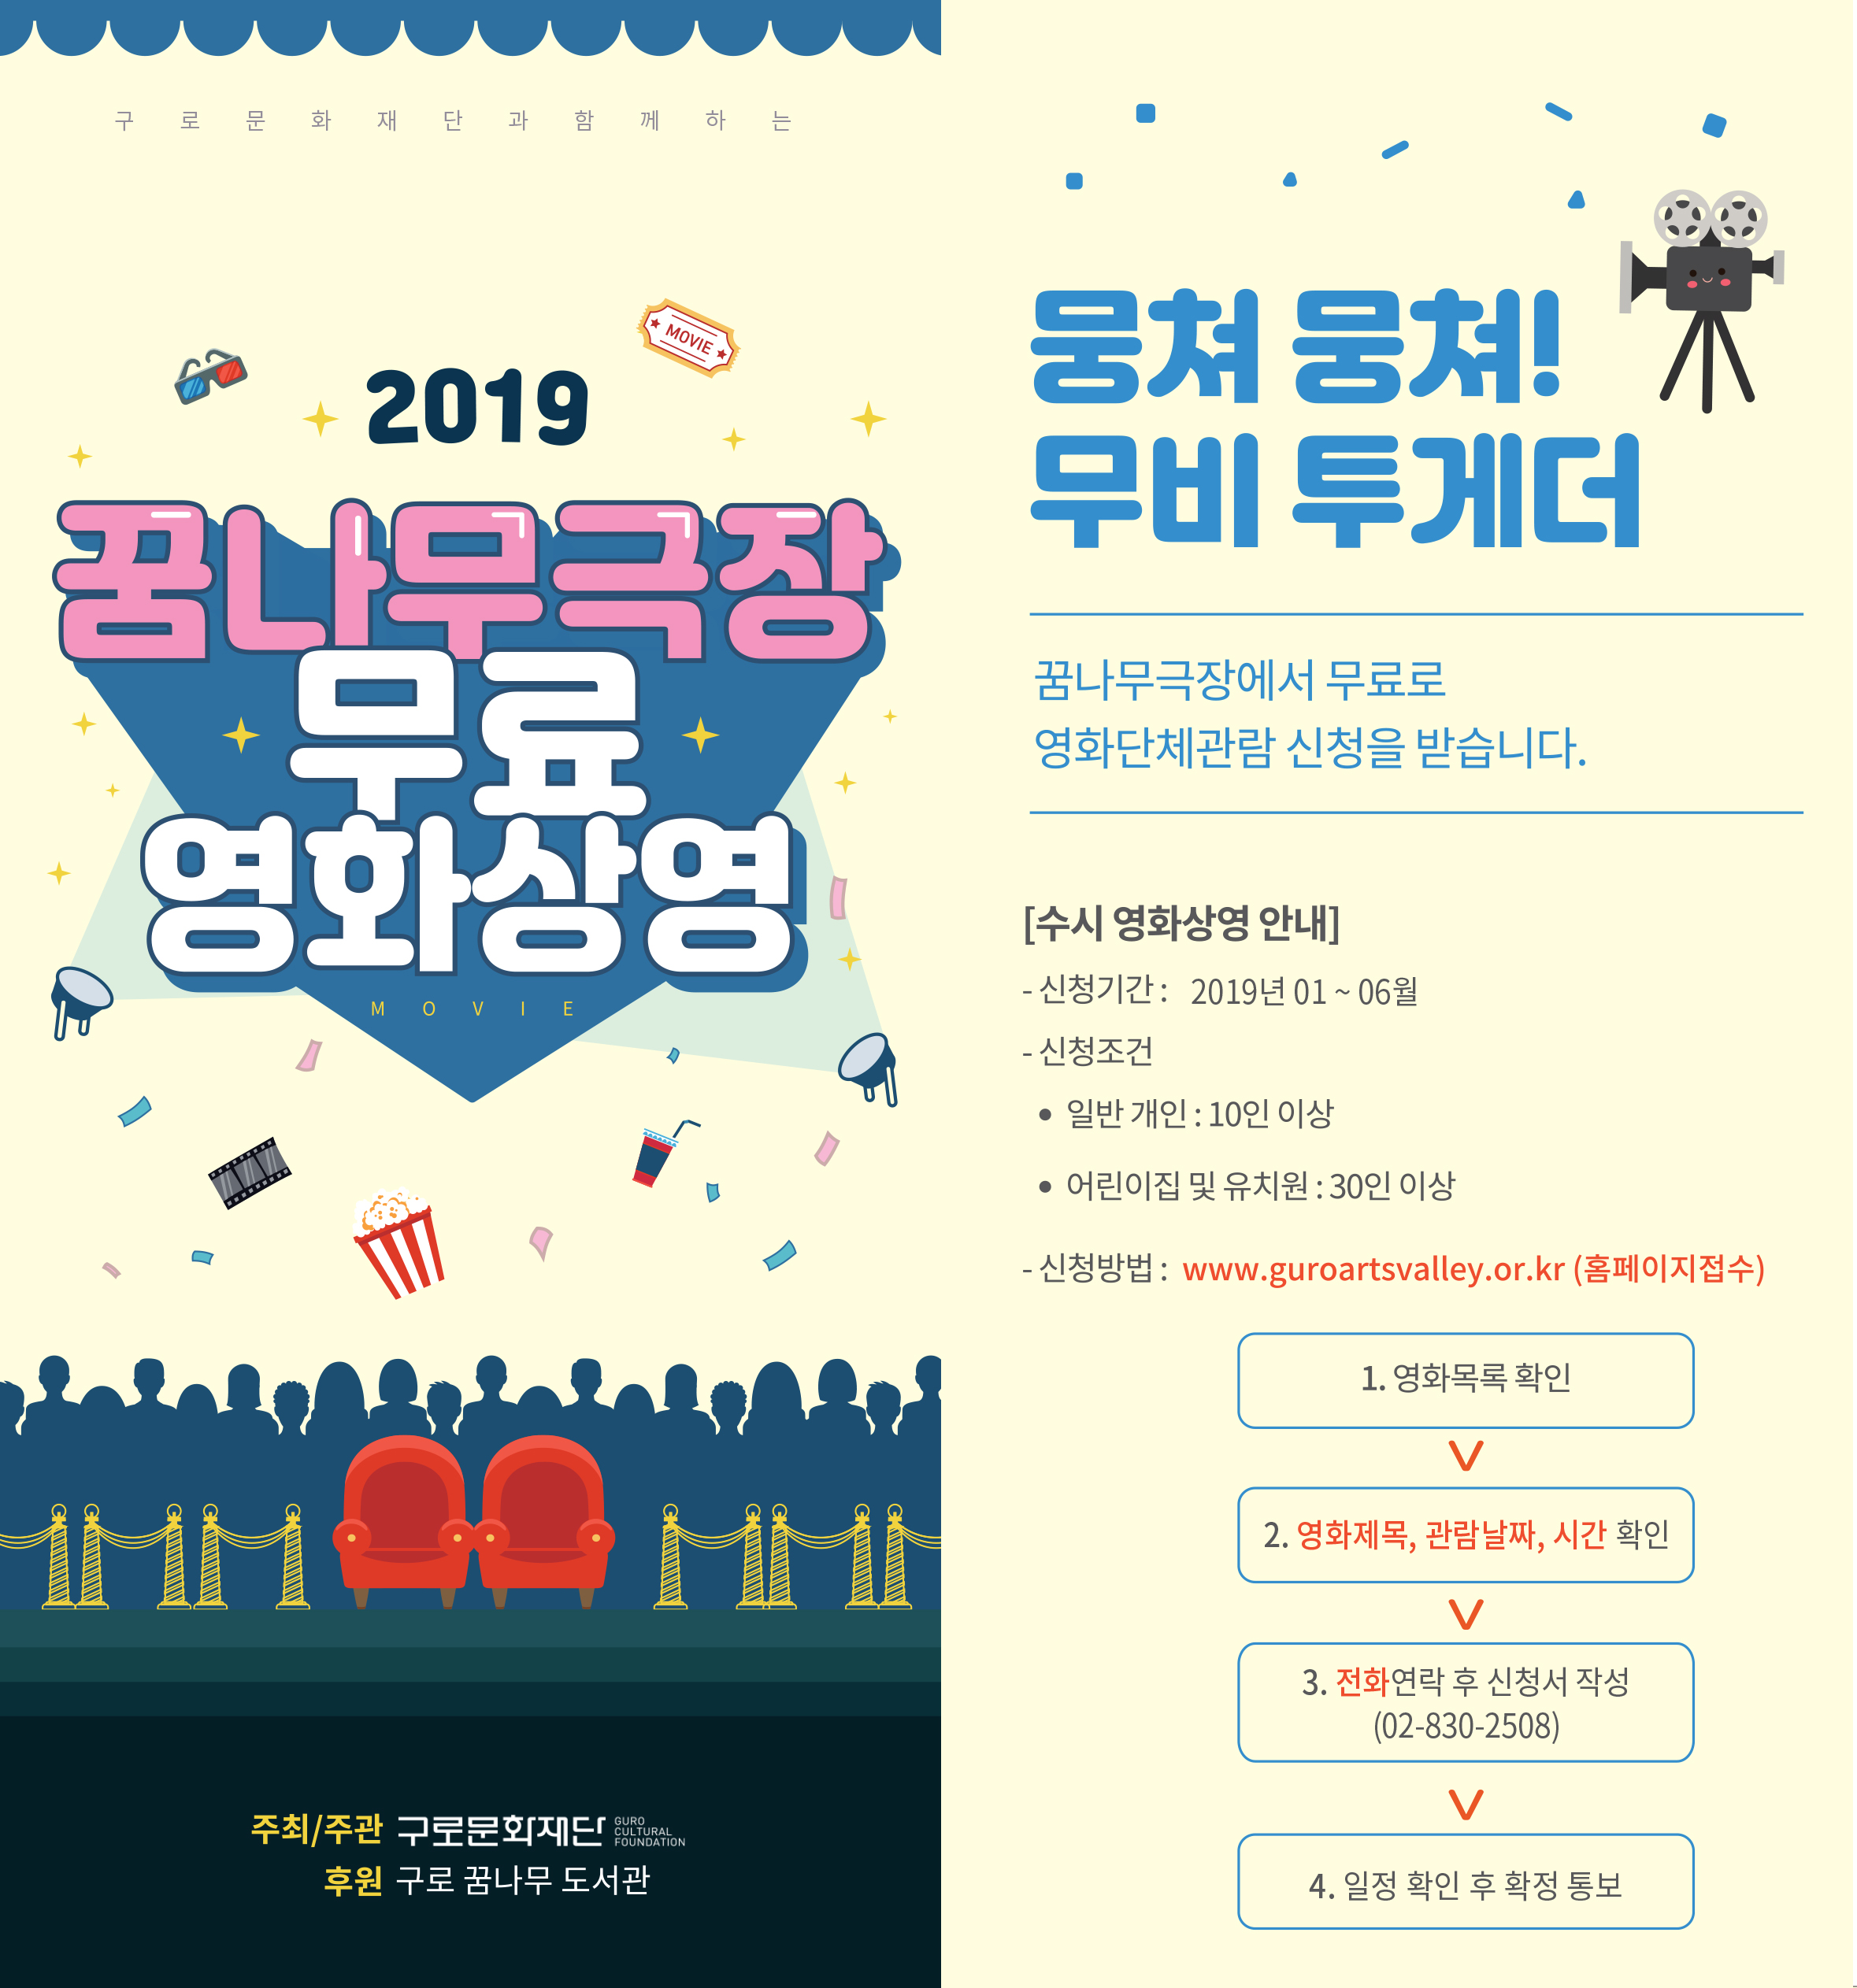 구로문화재단과함께하는
MOVIE
2019
꿈나무극장
무료
영화상영
MOVIE
주최/주관 구로문화재단 GURO
CULTURAL
FOUNDATION
후원 구로 꿈나무 도서관
뭉쳐 뭉쳐!
무비 투게더
꿈나무극장에서 무료로
영화단체관람 신청을 받습니다.
[수시 영화상영 안내]
- 신청기간 : 2019년 01 ~ 06월
- 신청조건
• 일반 개인 : 10인 이상
• 어린이집 및 유치원 : 30인 이상
- 신청방법 : www.guroartsvalley.or.kr (홈페이지접수)
1. 영화목록 확인
2. 영화제목, 관람날짜, 시간 확인
3. 전화연락 후 신청서 작성
(02-830-2508)
4. 일정 확인 후 확정 통보